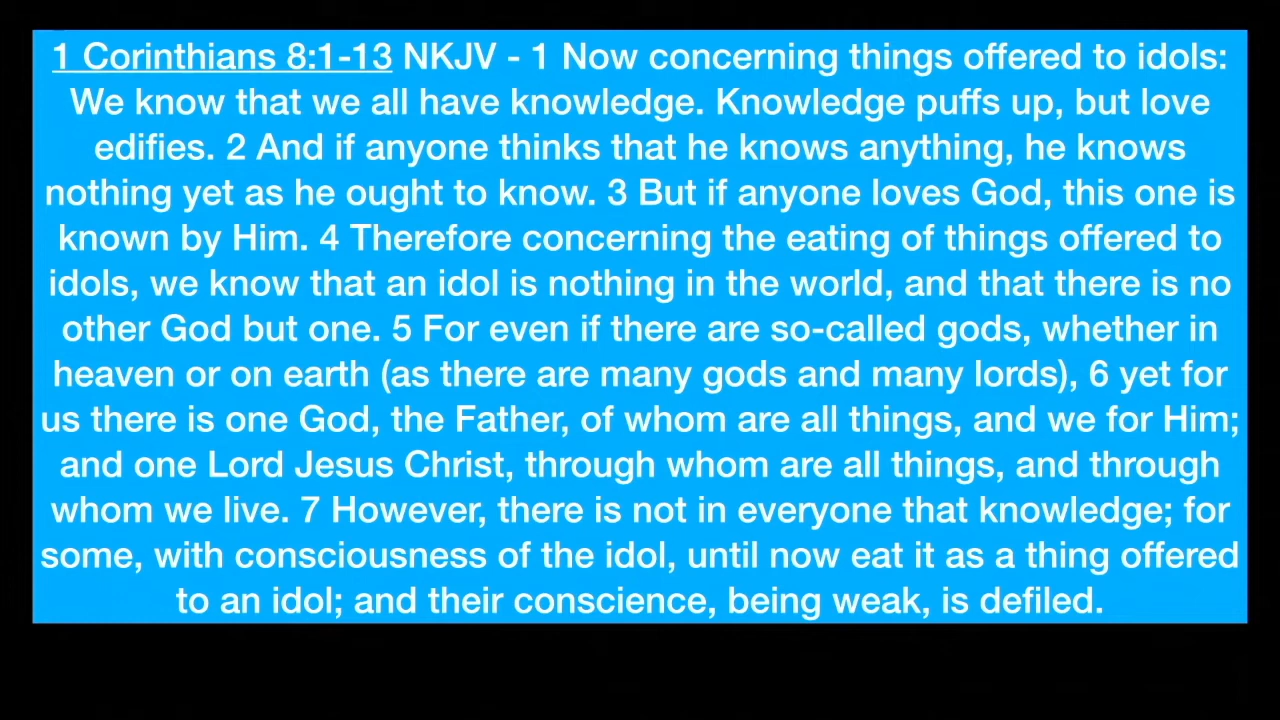 1 Corinthians 8:1-13 NKJV - 1 Now concerning things offered to idols:
We know that we all have knowledge. Knowledge puffs up, but love
edifies. 2 And if anyone thinks that he knows anything, he knows
nothing yet as he ought to know. 3 But if anyone loves God, this one is
known by Him. 4 Therefore concerning the eating of things offered to
idols, we know that an idol is nothing in the world, and that there is no
other God but one. 5 For even if there are so-called gods, whether in
heaven or on earth (as there are many gods and many lords), 6 yet for
us there is one God, the Father, of whom are all things, and we for Him;
and one Lord Jesus Christ, through whom are all things, and through
whom we live. 7 However, there is not in everyone that knowledge; for
some, with consciousness of the idol, until now eat it as a thing offered
to an idol; and their conscience, being weak, is defiled.